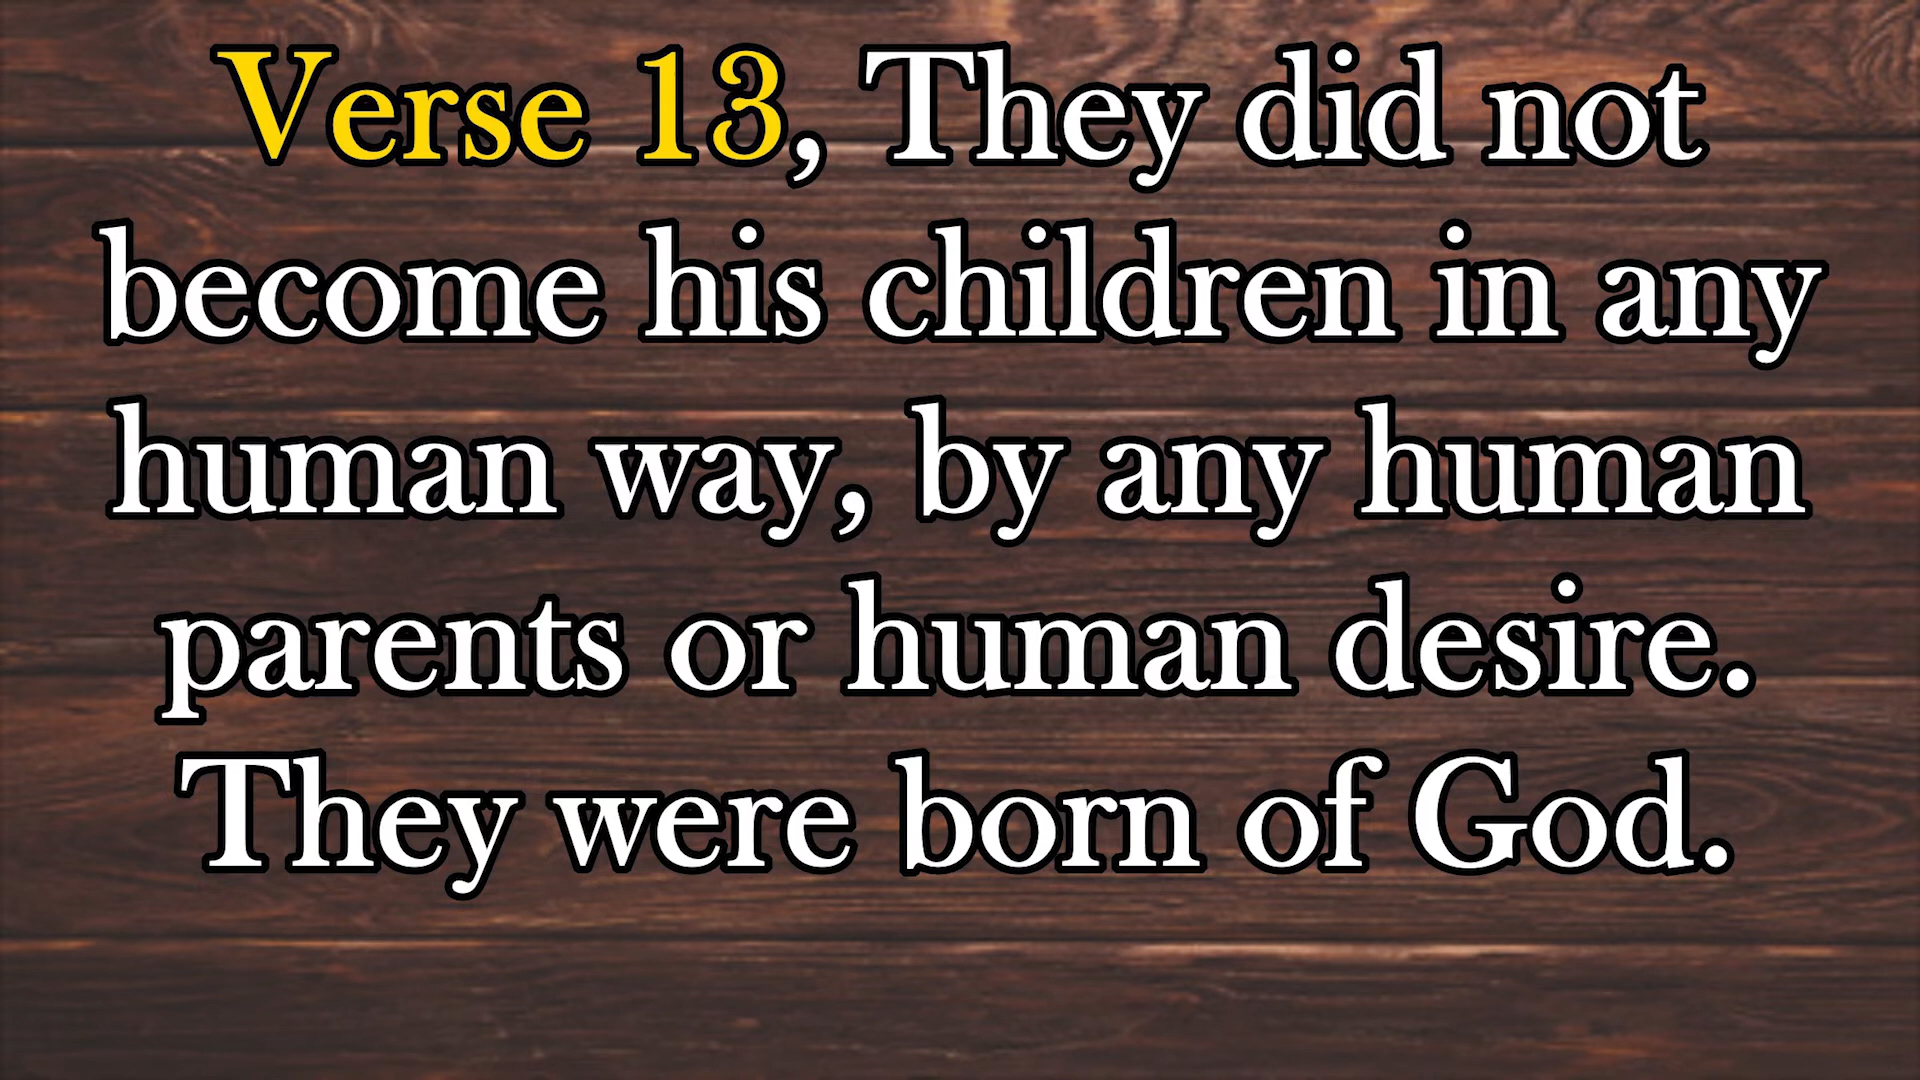 Verse 13, They did not
become his children in any
human way, by any human
parents or human desire.
They were born of God.